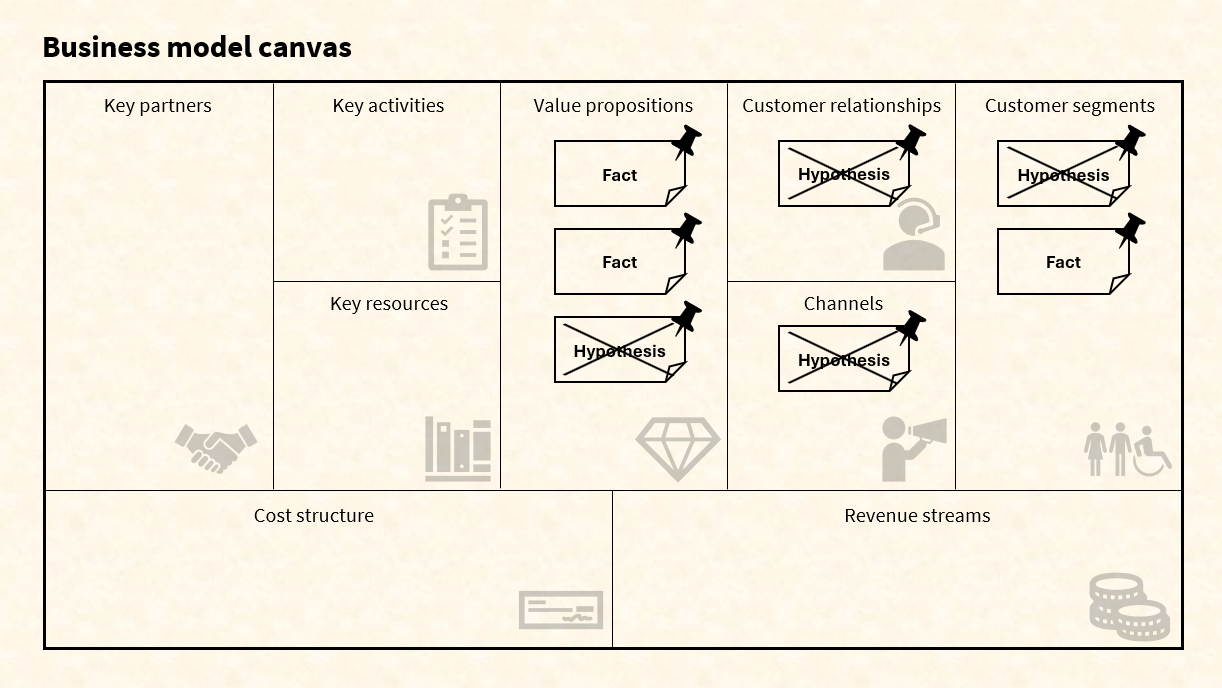 Business model canvas
Key partners
Key activities
Key resources
Value propositions
Fact
Fact
Hypothesis
Customer relationships
Hypothesis
Channels
Hypothesis
Customer segments
Hypothesis
Fact
Cost structure
Revenue streams